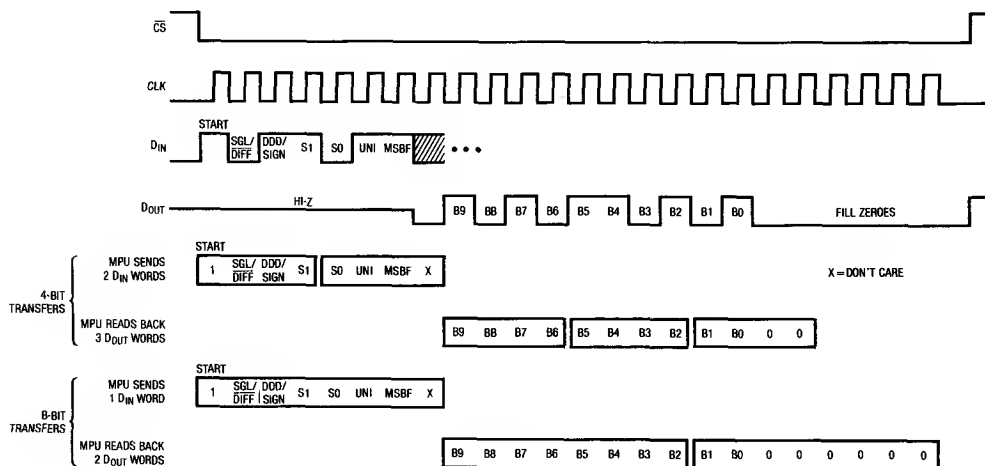 CS
CLK
START
DIN SGL/DIFF ODD/SIGN S1 S0 UNI MSBF •••
HI-Z
DOUT B9 B8 B7 B6 B5 B4 B3 B2 B1 B0 FILL ZEROES
START
MPU SENDS 2 DIN WORDS 1 SGL/DIFF DDD/SIGN S1 S0 UNI MSBF X X=DON'T CARE
4-BIT TRANSFERS
MPU READS BACK 3 DOUT WORDS B9 B8 B7 B6 B5 B4 B3 B2 B1 B0 0 0
START
MPU SENDS 1 DIN WORD 1 SGL/DIFF DDD/SIGN S1 S0 UNI MSBF X
8-BIT TRANSFERS
MPU READS BACK 2 DOUT WORDS B9 B8 B7 B6 B5 B4 B3 B2 B1 B0 0 0 0 0 0 0